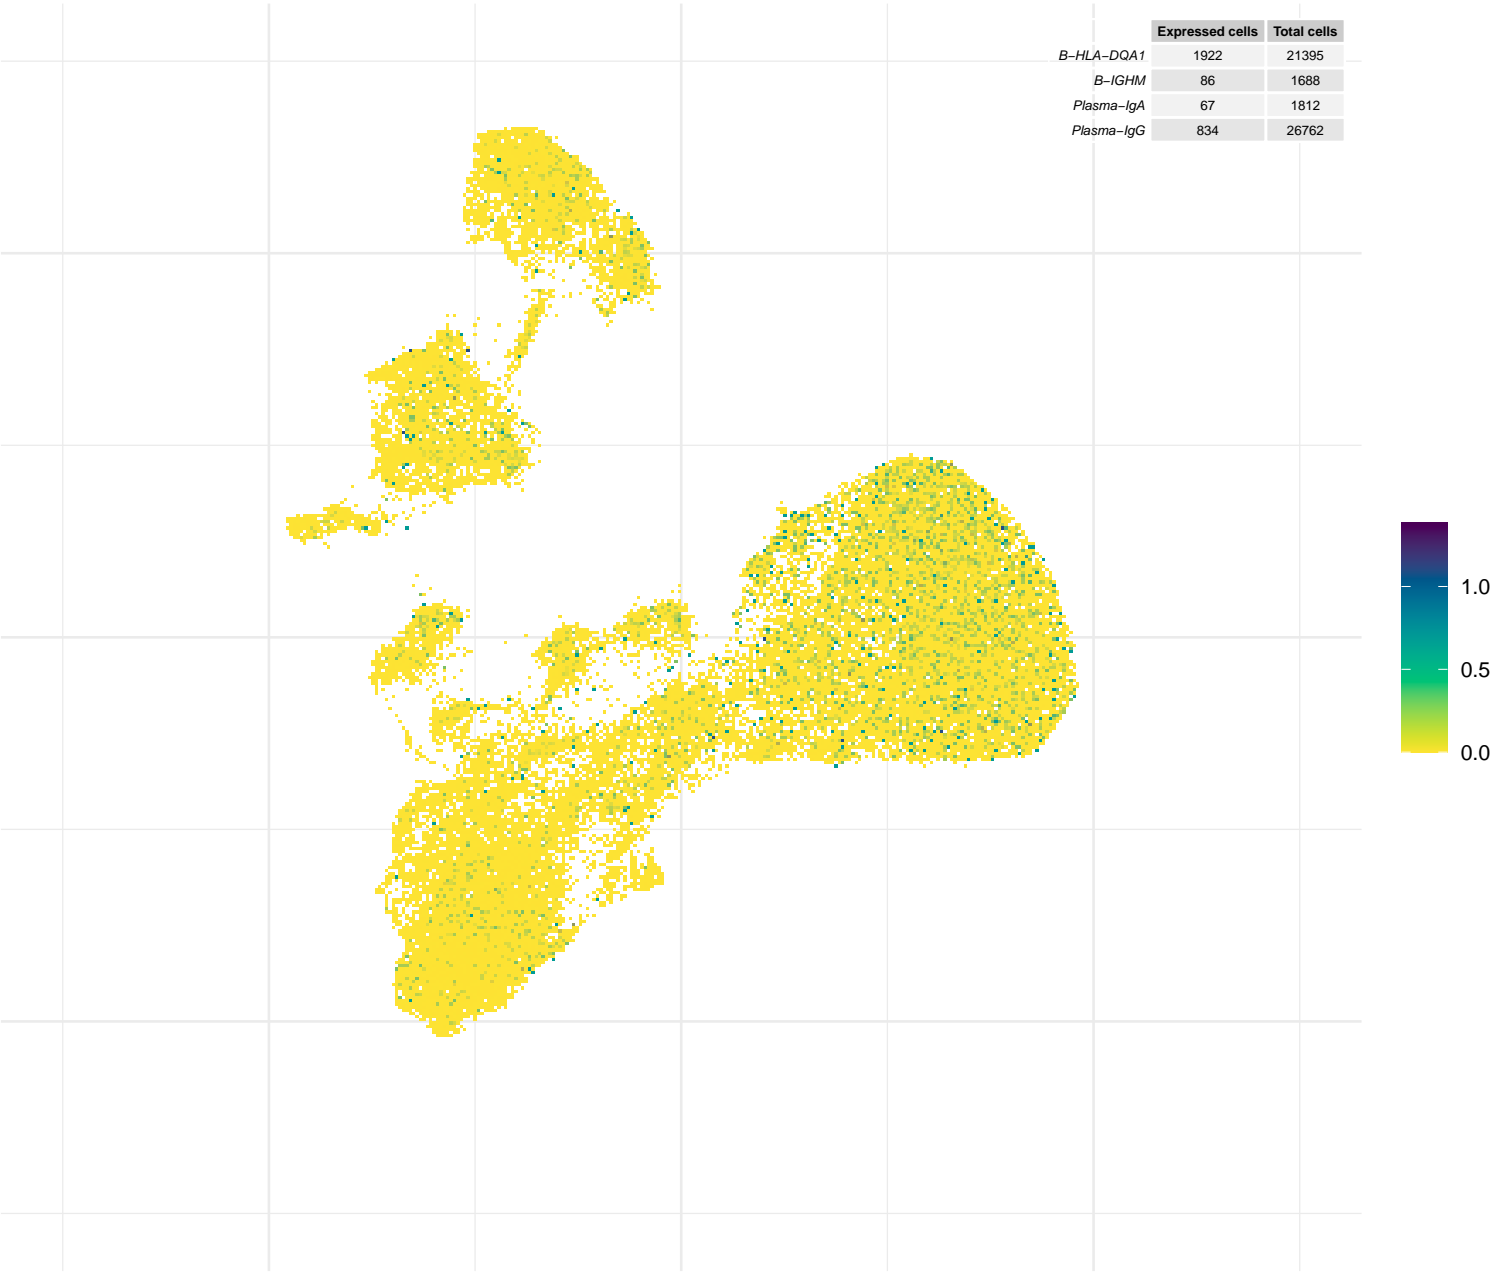 Expressed cells Total cells
B−HLA−DQA1 1922 21395
B−IGHM 86 1688
Plasma−IgA 67 1812
Plasma−IgG 834 26762
1.0
0.5
0.0